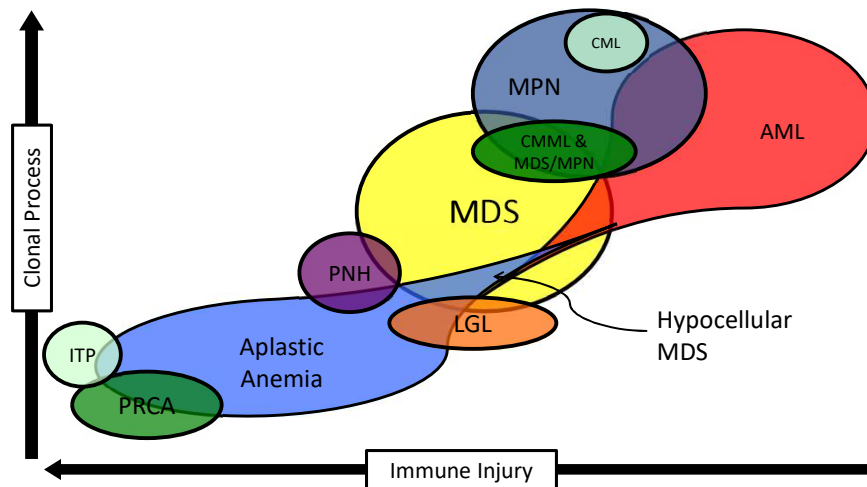 CML
MPN
AML
CMML &
MDS/MPN
MDS
PNH
LGL
Hypocellular
MDS
ITP
Aplastic
Anemia
PRCA
Clonal Process
Immune Injury